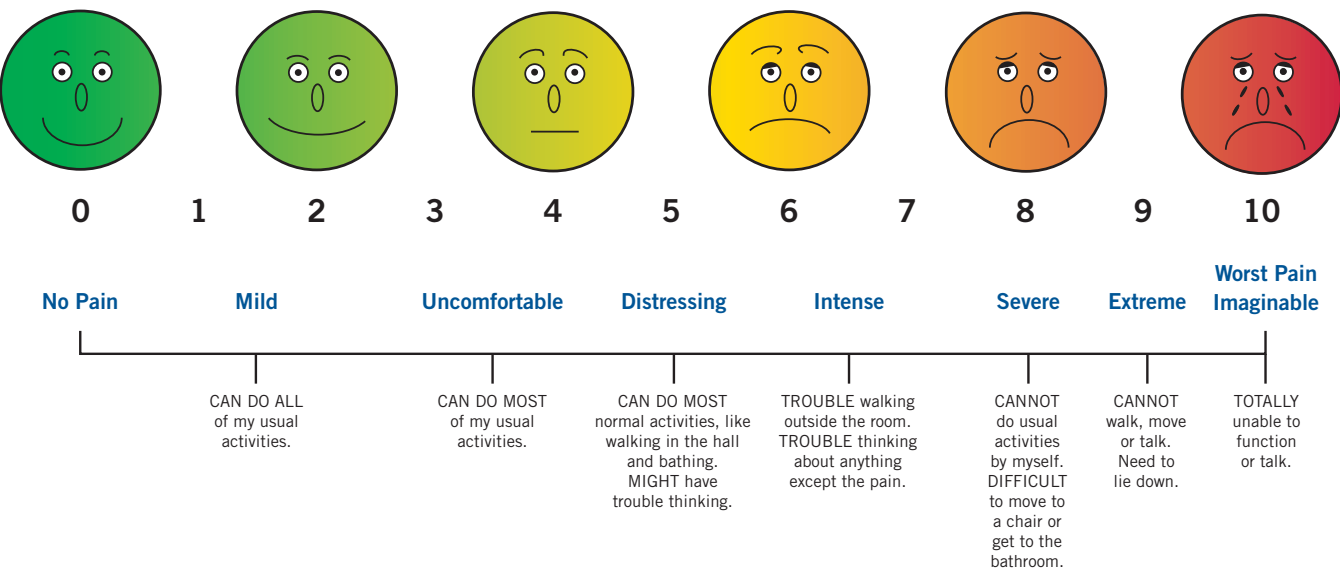 0 1 2 3 4 5 6 7 8 9 10
No Pain
Mild
Uncomfortable
Distressing
Intense
Severe
Extreme
Worst Pain
Imaginable
CAN DO ALL
of my usual
activities.
CAN DO MOST
of my usual
activities.
CAN DO MOST
normal activities, like
walking in the hall
and bathing.
MIGHT have
trouble thinking.
TROUBLE walking
outside the room.
TROUBLE thinking
about anything
except the pain.
CANNOT
do usual
activities
by myself.
DIFFICULT
to move to
a chair or
get to the
bathroom.
CANNOT
walk, move
or talk.
Need to
lie down.
TOTALLY
unable to
function
or talk.